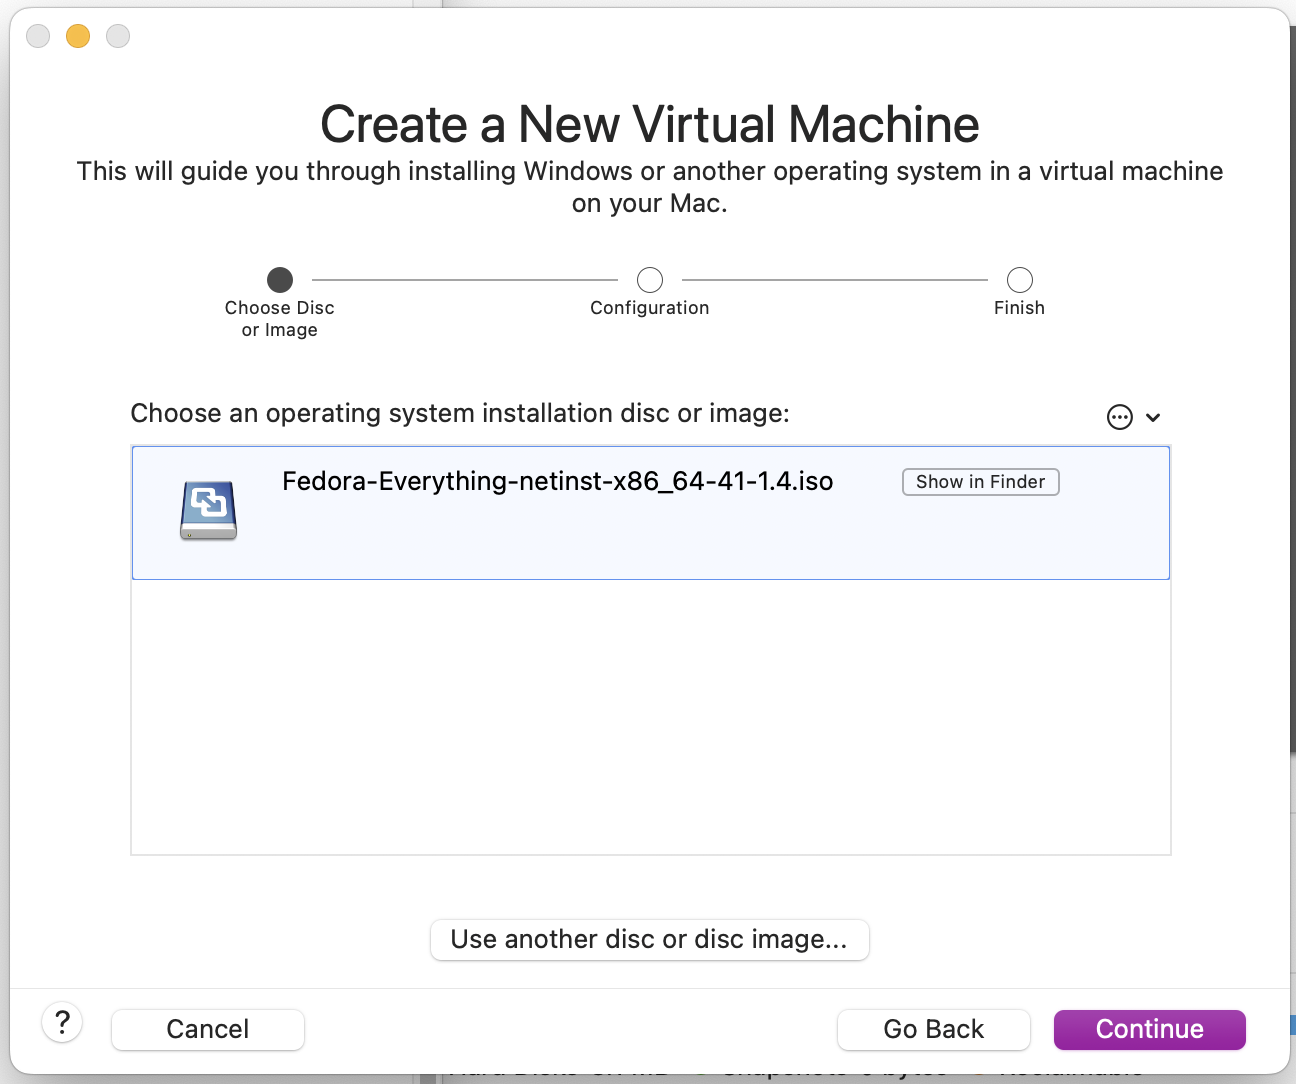 Create a New Virtual Machine
This will guide you through installing Windows or another operating system in a virtual machine
on your Mac.
Choose Disc
or Image
Configuration
Finish
Choose an operating system installation disc or image:
Fedora-Everything-netinst-x86_64-41-1.4.iso
Show in Finder
Use another disc or disc image...
?
Cancel
Go Back
Continue